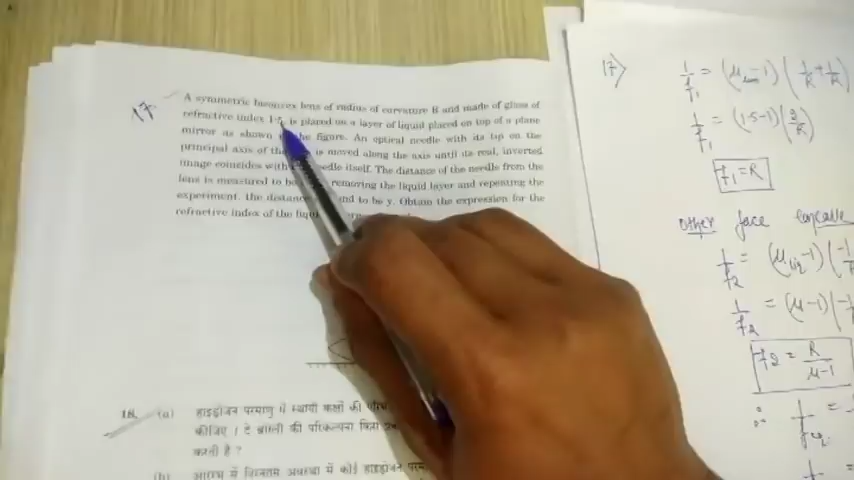 17
A symmetric biconvex lens of radius of curvature R and made of glass of
refractive index 1·5, is placed on a layer of liquid placed on top of a plane
mirror as shown the figure. An optical needle with its tip on the
principal axis of the is moved along the axis until its real, inverted
image coincides with needle itself. The distance of the needle from the
lens is measured to be removing the liquid layer and repeating the
experiment, the distance nd to be y. Obtain the expression for the
refractive index of the
18. (a) हाइड्रोजन परमाणु में स्थायी कक्षों की
कीजिए । दे ब्रॉग्ली की परिकल्पना किस
करती है ?
(b) आरम्भ में निम्नतम अवस्था में कोई हाइड्रोजन
17)
1/f₁ = (μ -1) (1/R + 1/R)
1/f₁ = (1·5-1) (2/R)
f₁ = R
Other face concave
1/f₂ = (μliq -1) (-1/
1/f₂ = (μ-1) (-1/
f₂ = R/μ-1
∴ 1/feq =